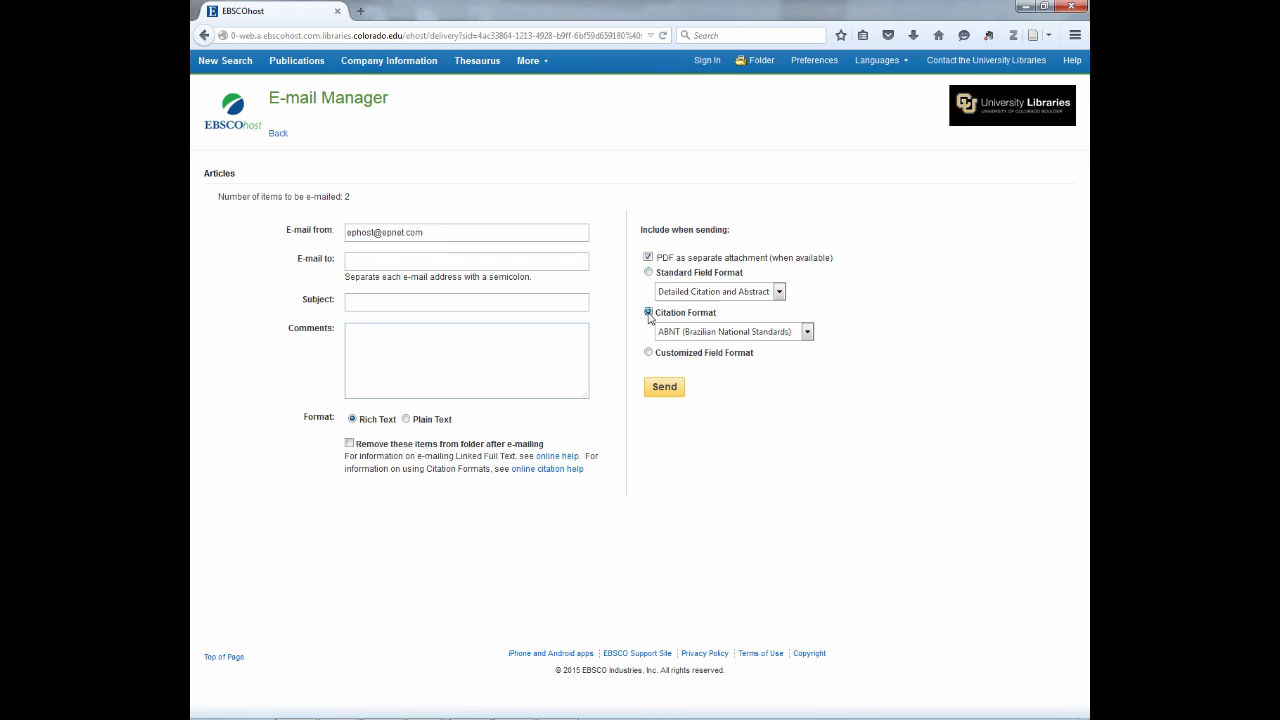 EBSCOhost
0-web.a.ebscohost.com.libraries.colorado.edu/ehost/delivery?sid=4ac33864-1213-4928-b9ff-6bf5d659180%40
Search
New Search Publications Company Information Thesaurus More Sign In Folder Preferences Languages Contact the University Libraries Help
E-mail Manager
University Libraries
UNIVERSITY OF COLORADO BOULDER
EBSCOhost
Back
Articles
Number of items to be e-mailed: 2
E-mail from: ephost@epnet.com
E-mail to:
Separate each e-mail address with a semicolon.
Subject:
Comments:
Format: Rich Text Plain Text
Remove these items from folder after e-mailing
For information on e-mailing Linked Full Text, see online help. For
information on using Citation Formats, see online citation help
Include when sending:
PDF as separate attachment (when available)
Standard Field Format
Detailed Citation and Abstract
Citation Format
ABNT (Brazilian National Standards)
Customized Field Format
Send
Top of Page
iPhone and Android apps EBSCO Support Site Privacy Policy Terms of Use Copyright
© 2015 EBSCO Industries, Inc. All rights reserved.